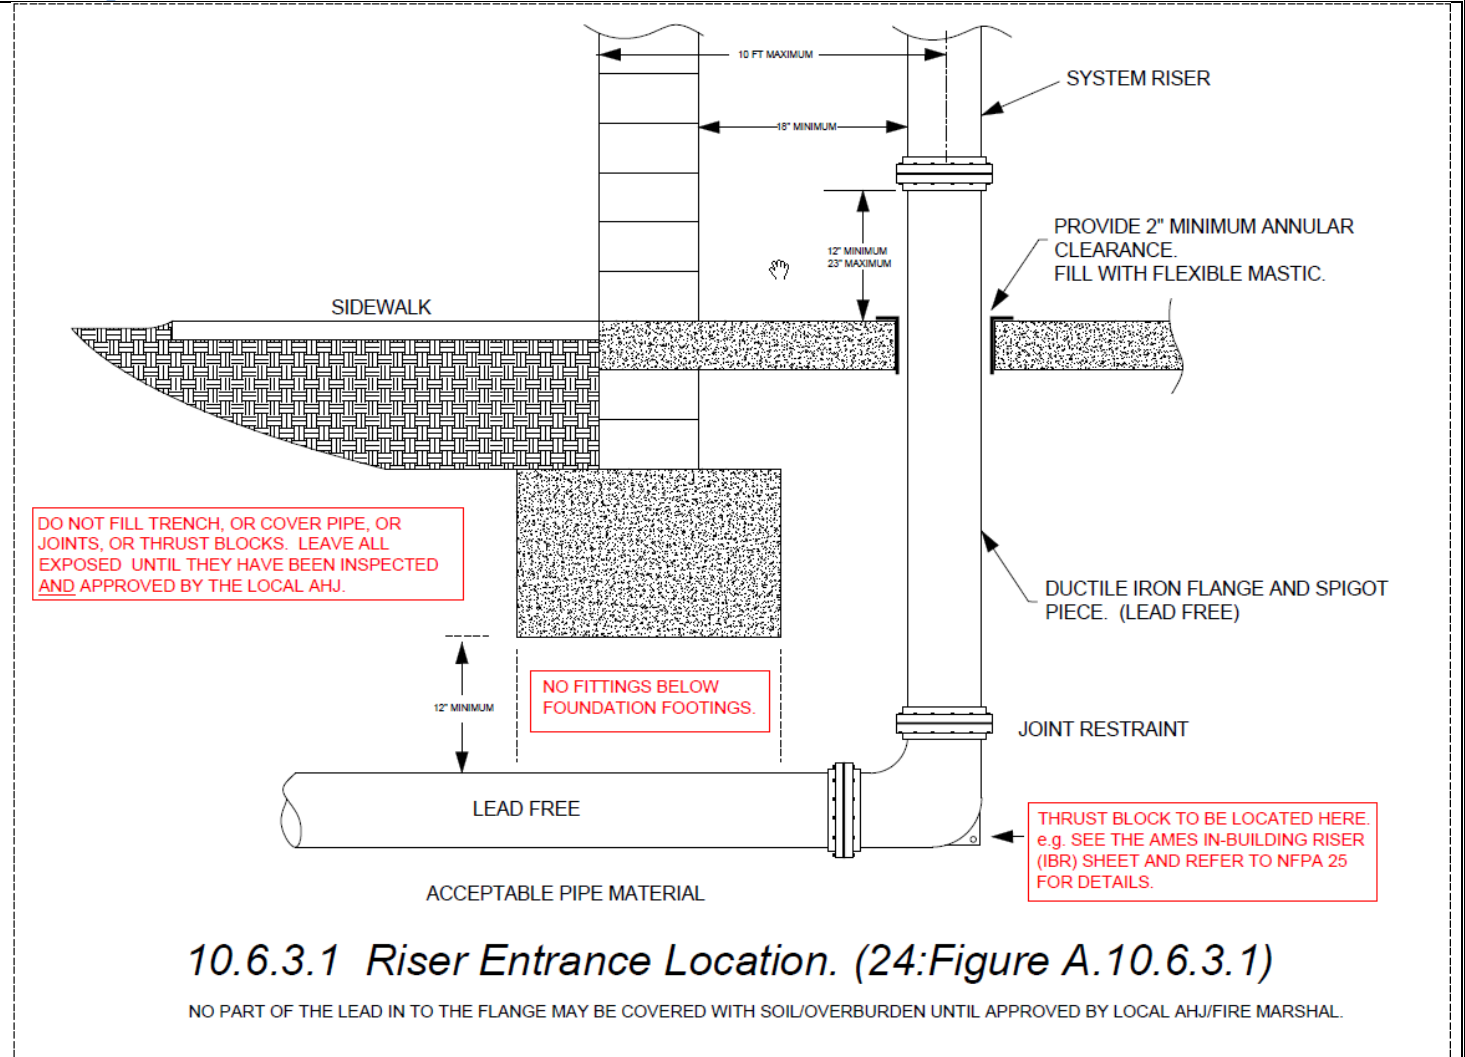 10 FT MAXIMUM
SYSTEM RISER
18" MINIMUM
PROVIDE 2" MINIMUM ANNULAR
CLEARANCE.
FILL WITH FLEXIBLE MASTIC.
12" MINIMUM
23" MAXIMUM
SIDEWALK
DO NOT FILL TRENCH, OR COVER PIPE, OR
JOINTS, OR THRUST BLOCKS. LEAVE ALL
EXPOSED UNTIL THEY HAVE BEEN INSPECTED
AND APPROVED BY THE LOCAL AHJ.
DUCTILE IRON FLANGE AND SPIGOT
PIECE. (LEAD FREE)
NO FITTINGS BELOW
FOUNDATION FOOTINGS.
12" MINIMUM
JOINT RESTRAINT
LEAD FREE
THRUST BLOCK TO BE LOCATED HERE.
e.g. SEE THE AMES IN-BUILDING RISER
(IBR) SHEET AND REFER TO NFPA 25
FOR DETAILS.
ACCEPTABLE PIPE MATERIAL
10.6.3.1 Riser Entrance Location. (24:Figure A.10.6.3.1)
NO PART OF THE LEAD IN TO THE FLANGE MAY BE COVERED WITH SOIL/OVERBURDEN UNTIL APPROVED BY LOCAL AHJ/FIRE MARSHAL.